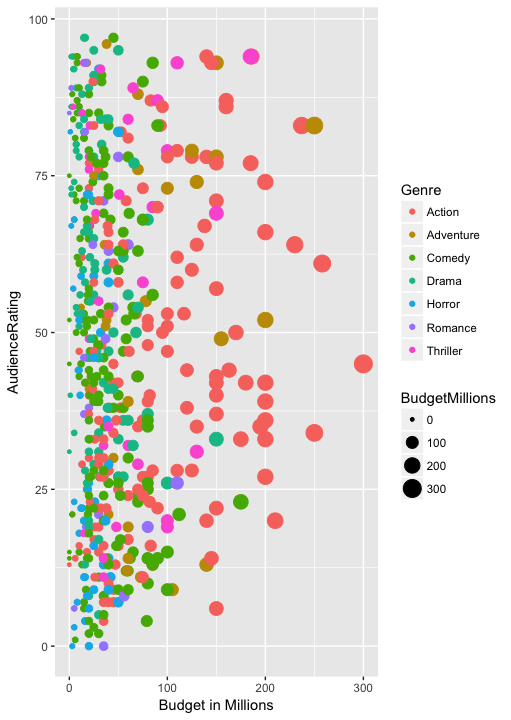 100
75
50
25
0
0
100
200
300
Budget in Millions
AudienceRating
Genre
Action
Adventure
Comedy
Drama
Horror
Romance
Thriller
BudgetMillions
0
100
200
300